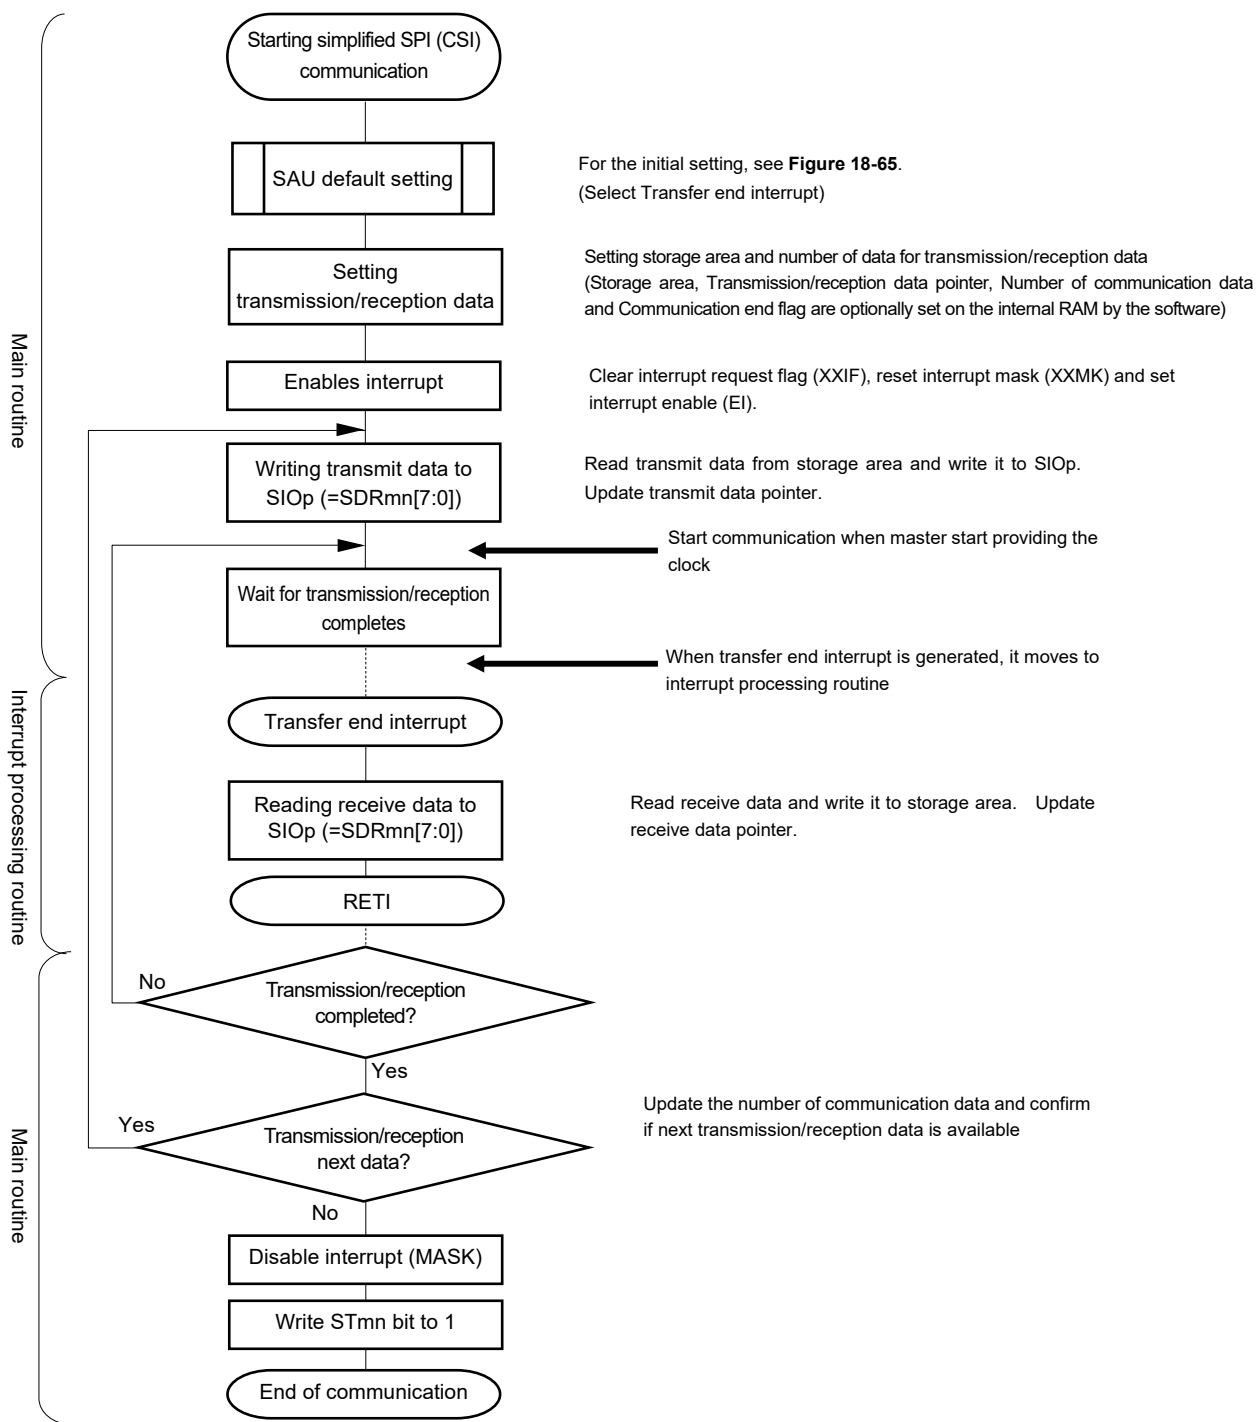 Starting simplified SPI (CSI)
communication
SAU default setting
For the initial setting, see Figure 18-65.
(Select Transfer end interrupt)
Setting
transmission/reception data
Setting storage area and number of data for transmission/reception data
(Storage area, Transmission/reception data pointer, Number of communication data
and Communication end flag are optionally set on the internal RAM by the software)
Main routine
Enables interrupt
Clear interrupt request flag (XXIF), reset interrupt mask (XXMK) and set
interrupt enable (EI).
Writing transmit data to
SIOp (=SDRmn[7:0])
Read transmit data from storage area and write it to SIOp.
Update transmit data pointer.
Start communication when master start providing the
clock
Wait for transmission/reception
completes
When transfer end interrupt is generated, it moves to
interrupt processing routine
Interrupt processing routine
Transfer end interrupt
Reading receive data to
SIOp (=SDRmn[7:0])
Read receive data and write it to storage area. Update
receive data pointer.
RETI
No
Transmission/reception
completed?
Yes
Main routine
Yes
Transmission/reception
next data?
Update the number of communication data and confirm
if next transmission/reception data is available
No
Disable interrupt (MASK)
Write STmn bit to 1
End of communication